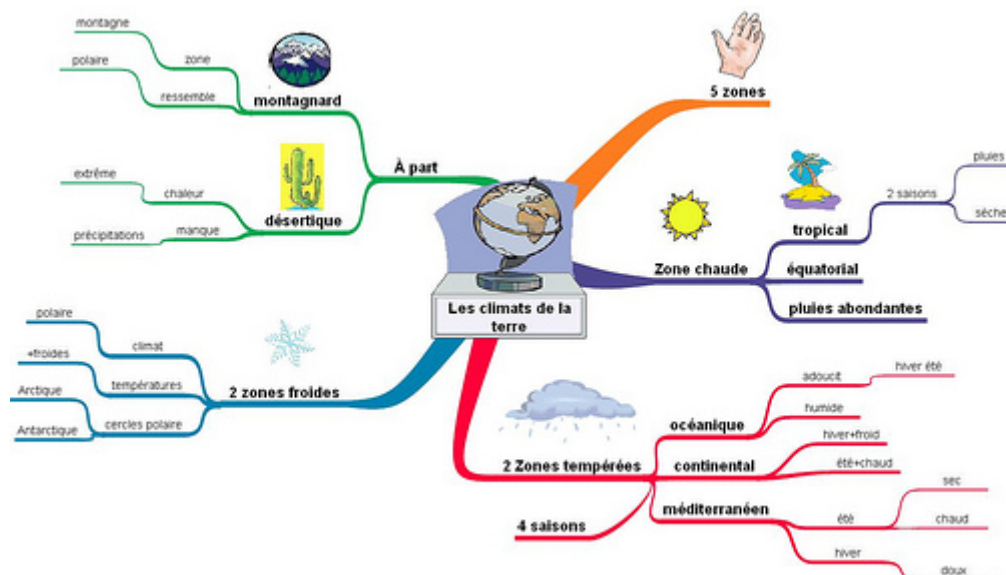 Les climats de la
terre
5 zones
Zone chaude
tropical
2 saisons
pluies
sèche
équatorial
pluies abondantes
2 Zones tempérées
océanique
adoucit
hiver été
humide
continental
hiver+froid
été+chaud
méditerranéen
été
sec
chaud
hiver
doux
4 saisons
2 zones froides
climat
polaire
températures
+froides
cercles polaire
Arctique
Antarctique
À part
montagnard
zone
montagne
ressemble
polaire
désertique
chaleur
extrême
manque
précipitations